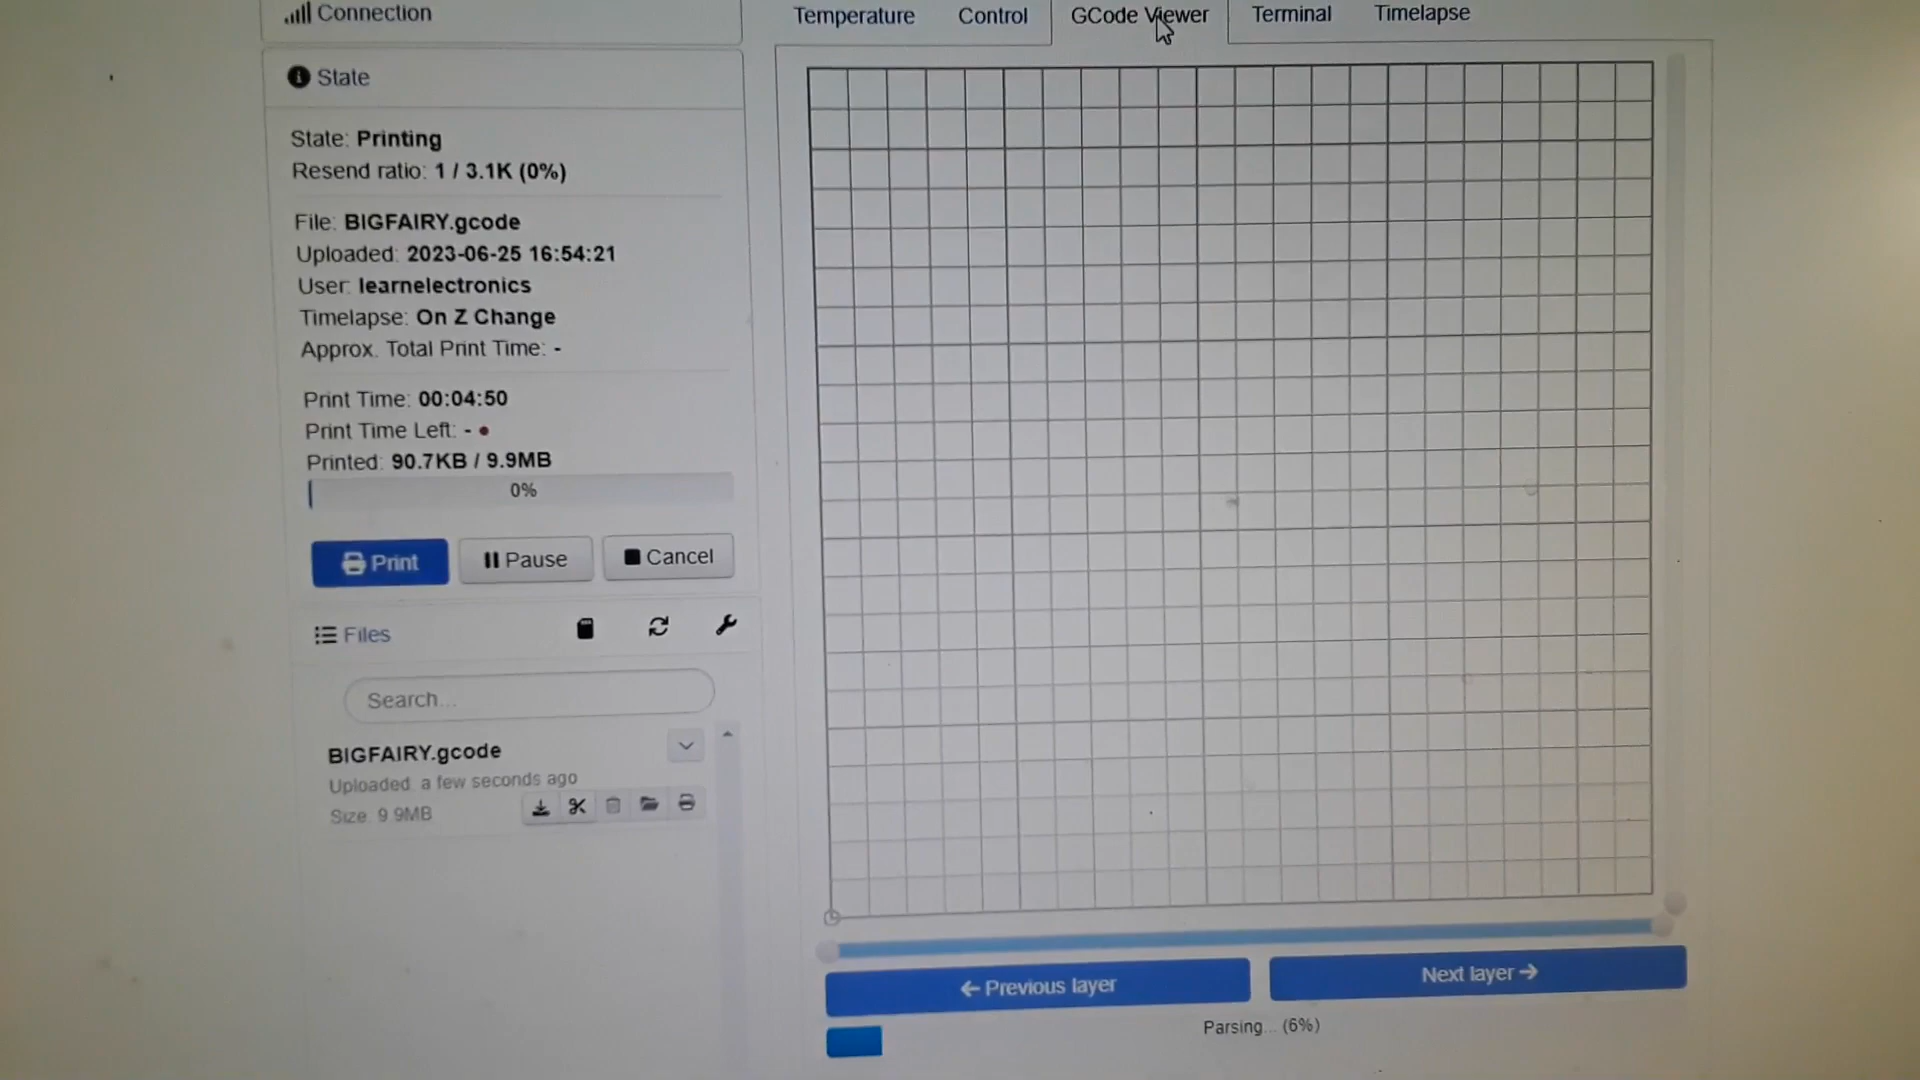 Connection
Temperature
Control
GCode Viewer
Terminal
Timelapse
State
State: Printing
Resend ratio: 1 / 3.1K (0%)
File: BIGFAIRY.gcode
Uploaded: 2023-06-25 16:54:21
User: learnelectronics
Timelapse: On Z Change
Approx. Total Print Time: -
Print Time: 00:04:50
Print Time Left: -
Printed: 90.7KB / 9.9MB
0%
Print
Pause
Cancel
Files
Search...
BIGFAIRY.gcode
Uploaded: a few seconds ago
Size: 9.9MB
Previous layer
Next layer
Parsing... (6%)